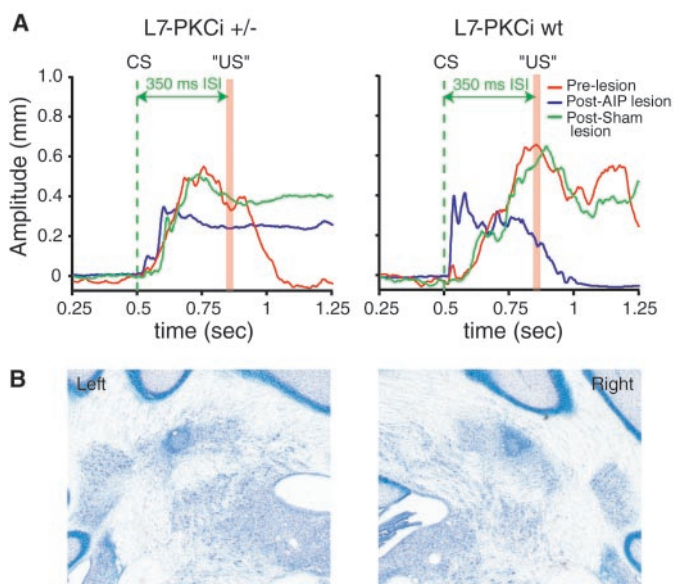 A
L7-PKCi +/-
L7-PKCi wt
CS "US"
CS "US"
350 ms ISI
350 ms ISI
Pre-lesion
Post-AIP lesion
Post-Sham
lesion
Amplitude (mm)
1.0
0.8
0.6
0.4
0.2
0
0.25 0.5 0.75 1 1.25
0.25 0.5 0.75 1 1.25
time (sec)
time (sec)
B
Left
Right